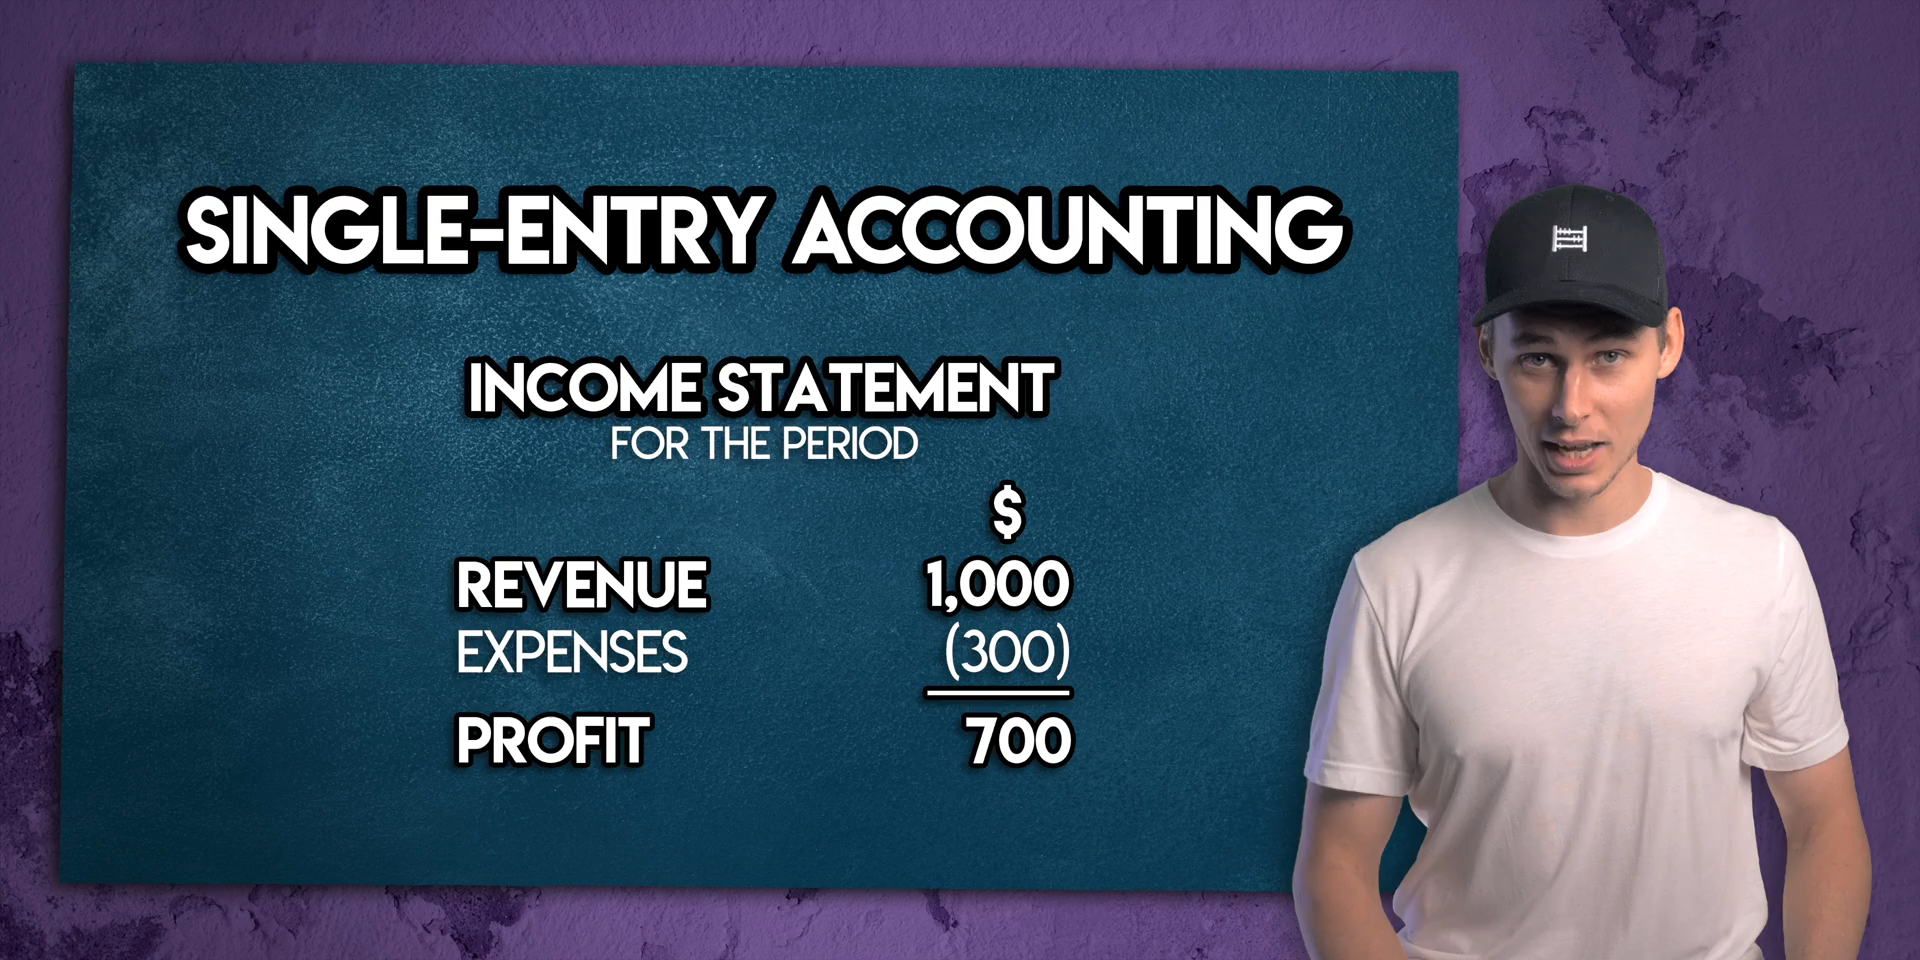 SINGLE-ENTRY ACCOUNTING
INCOME STATEMENT
FOR THE PERIOD
$
REVENUE 1,000
EXPENSES (300)
PROFIT 700